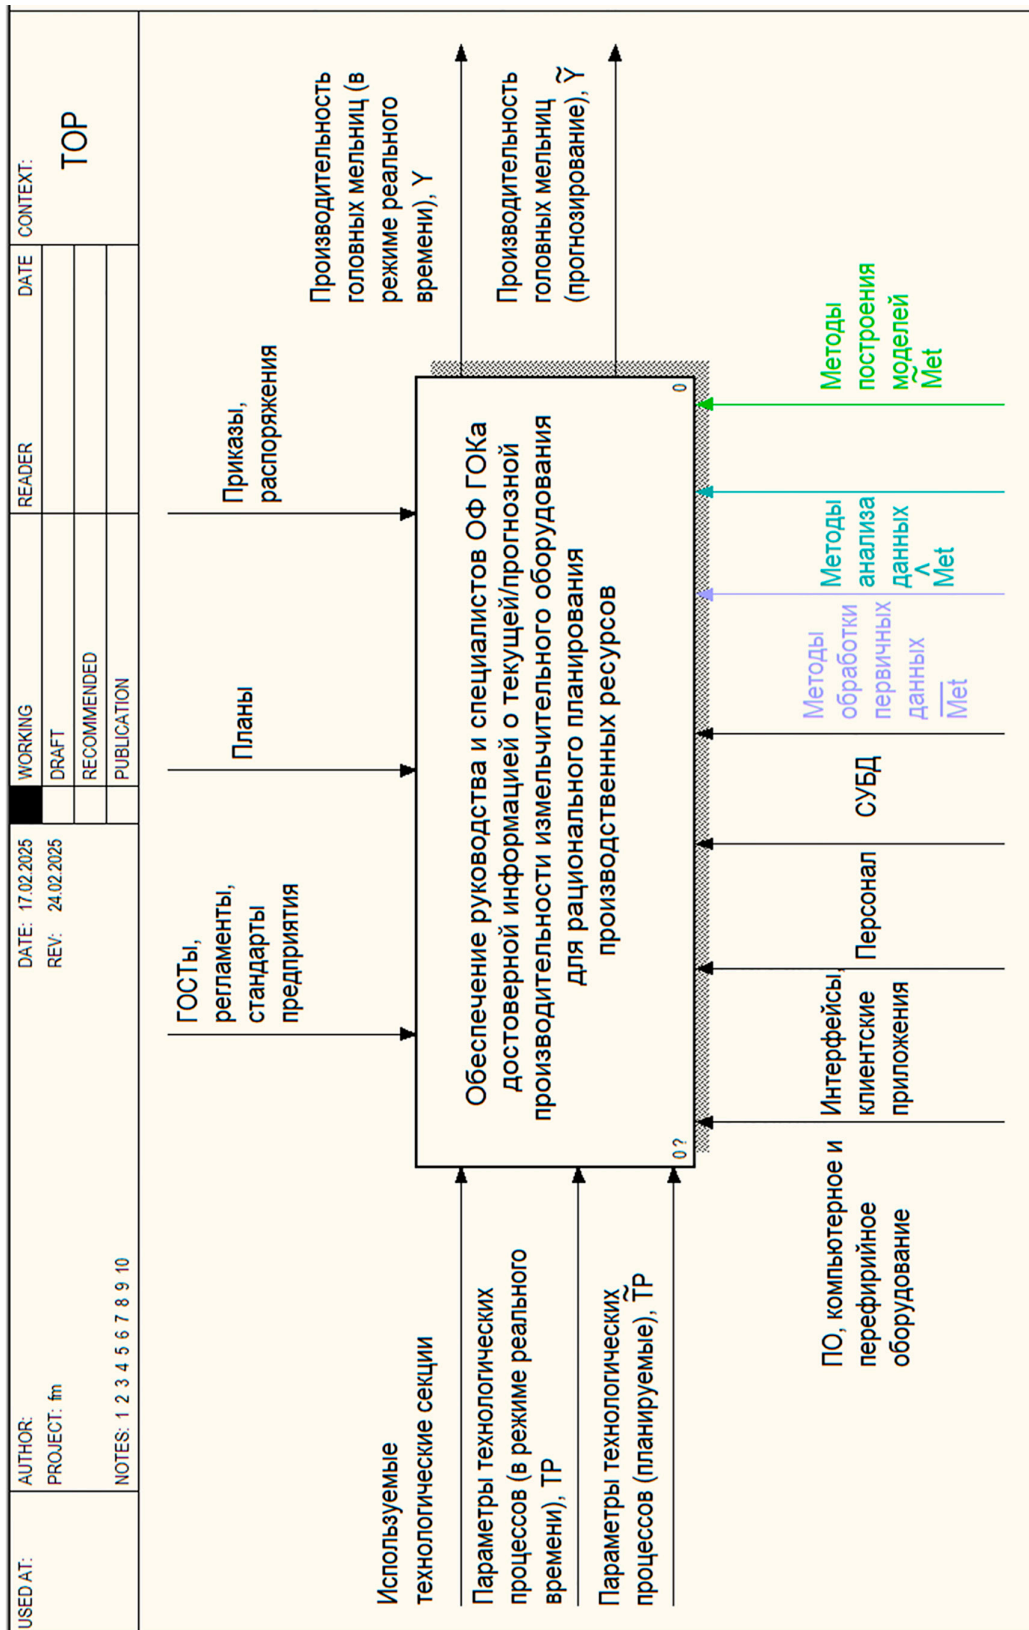 USED AT:
AUTHOR:
PROJECT: fm
NOTES: 1 2 3 4 5 6 7 8 9 10
DATE: 17.02.2025
REV: 24.02.2025
WORKING
DRAFT
RECOMMENDED
PUBLICATION
READER
DATE
CONTEXT:
TOP
ГОСТы,
регламенты,
стандарты
предприятия
Планы
Приказы,
распоряжения
Используемые
технологические секции
Параметры технологических
процессов (в режиме реального
времени), TP
Параметры технологических
процессов (планируемые), T̃P
Обеспечение руководства и специалистов ОФ ГОКа
достоверной информацией о текущей/прогнозной
производительности измельчительного оборудования
для рационального планирования
производственных ресурсов
0 ?
0
Производительность
головных мельниц (в
режиме реального
времени), Y
Производительность
головных мельниц
(прогнозирование), Ỹ
ПО, компьютерное и
перефирийное
оборудование
Интерфейсы,
клиентские
приложения
Персонал
СУБД
Методы
обработки
первичных
данных
M̅e̅t̅
Методы
анализа
данных
^
Met
Методы
построения
моделей
~
Met